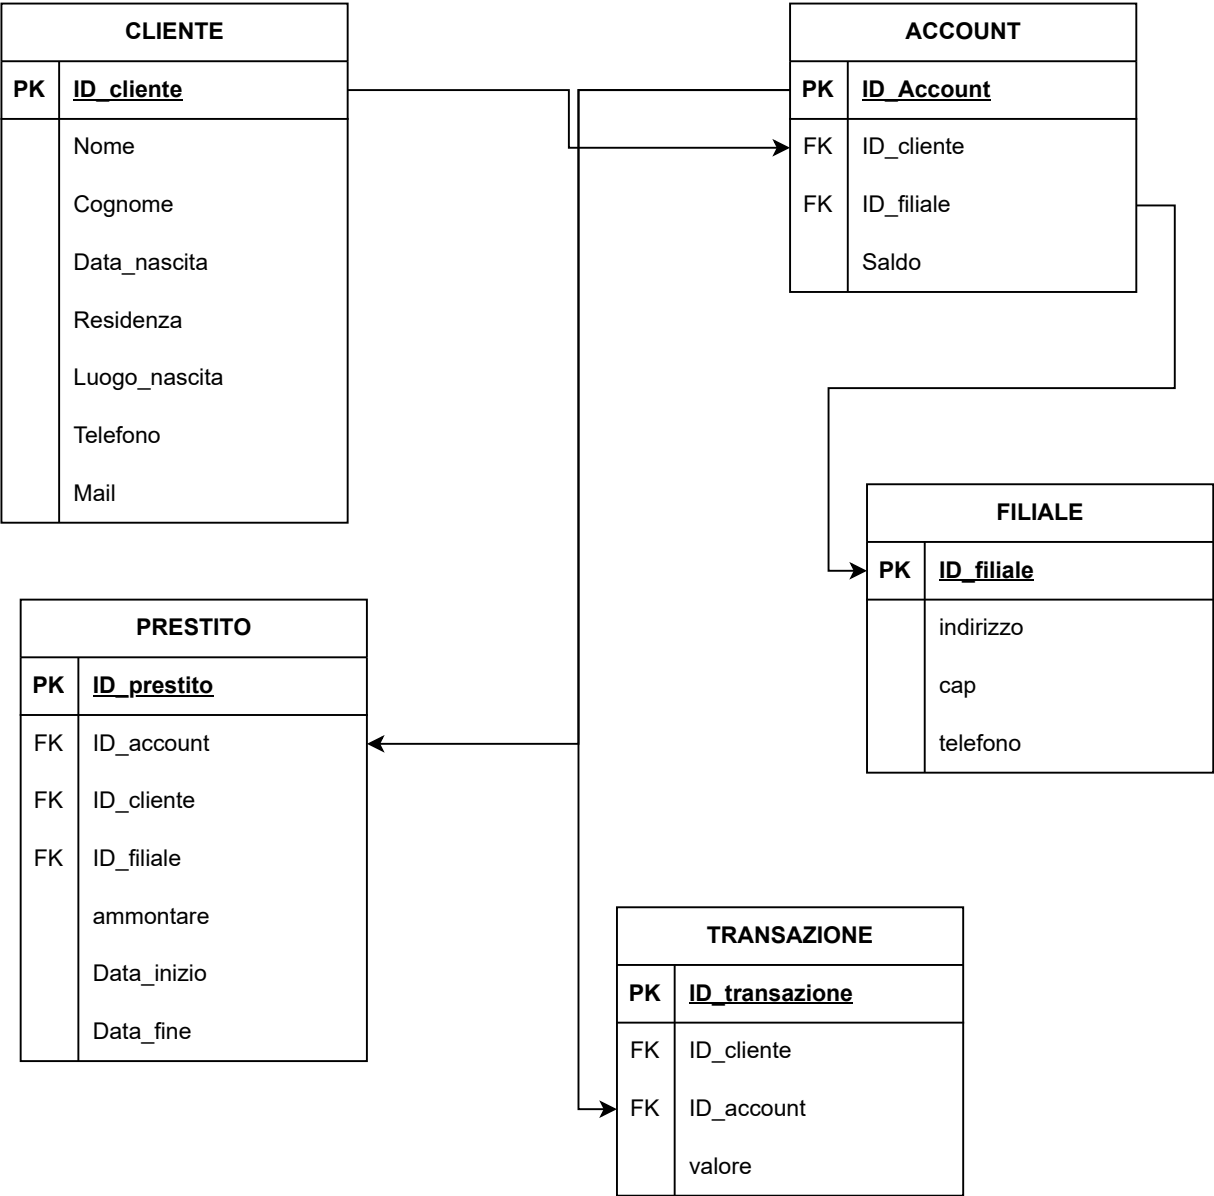 CLIENTE
PK ID_cliente
Nome
Cognome
Data_nascita
Residenza
Luogo_nascita
Telefono
Mail
ACCOUNT
PK ID_Account
FK ID_cliente
FK ID_filiale
Saldo
FILIALE
PK ID_filiale
indirizzo
cap
telefono
PRESTITO
PK ID_prestito
FK ID_account
FK ID_cliente
FK ID_filiale
ammontare
Data_inizio
Data_fine
TRANSAZIONE
PK ID_transazione
FK ID_cliente
FK ID_account
valore